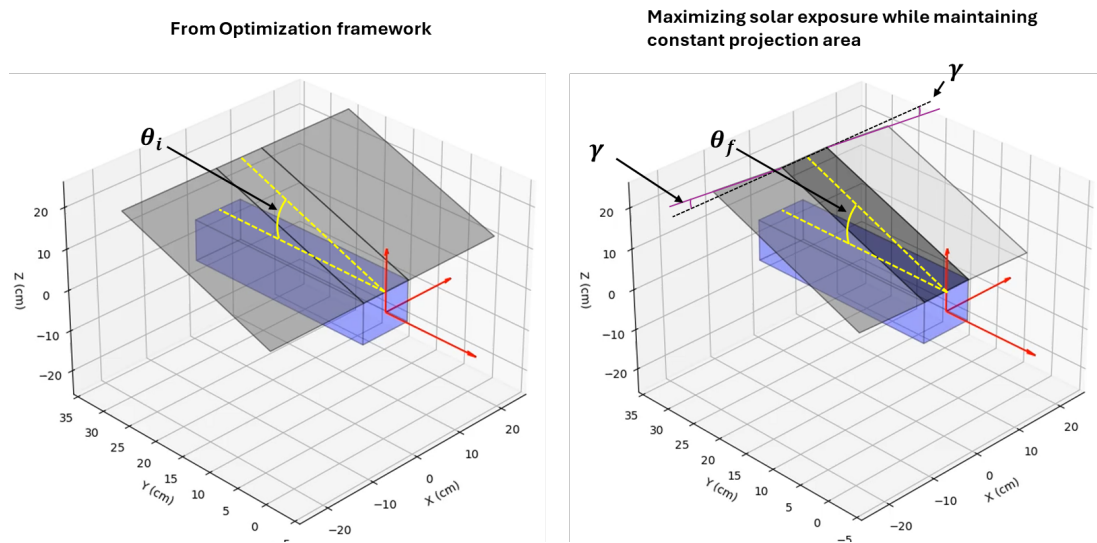 From Optimization framework
Maximizing solar exposure while maintaining
constant projection area
θi
20
10
0
−10
−20
Z (cm)
35
30
25
20
15
10
5
0
Y (cm)
−20
−10
0
10
20
X (cm)
γ
γ
θf
20
10
0
−10
−20
Z (cm)
35
30
25
20
15
10
5
0
−5
Y (cm)
−20
−10
0
10
20
X (cm)